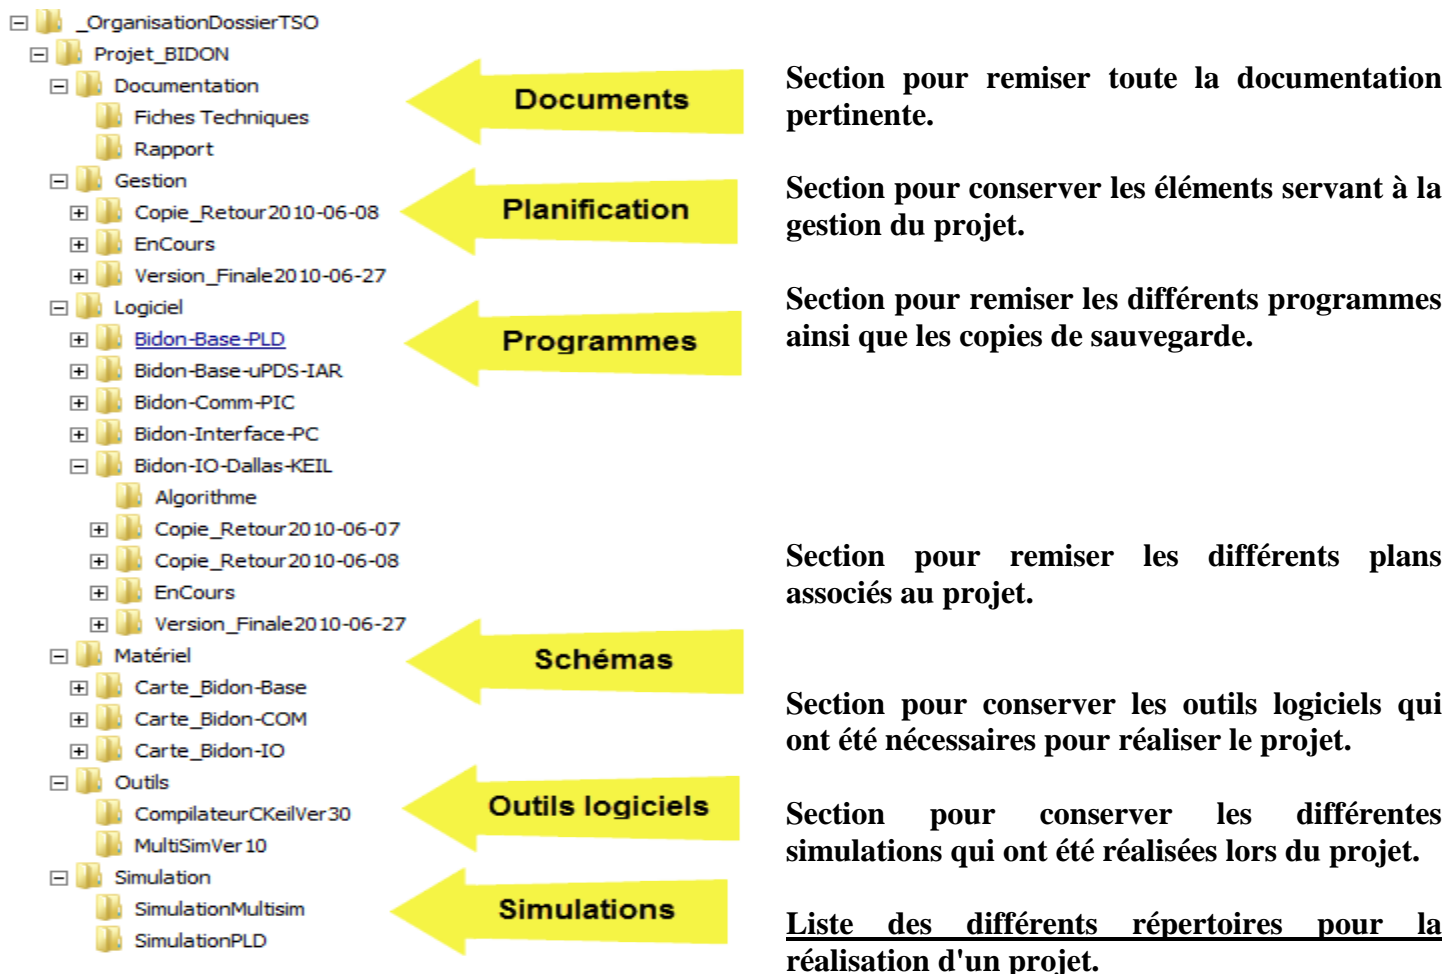 _OrganisationDossierTSO
Projet_BIDON
Documentation
Fiches Techniques
Rapport
Gestion
Copie_Retour2010-06-08
EnCours
Version_Finale2010-06-27
Logiciel
Bidon-Base-PLD
Bidon-Base-uPDS-IAR
Bidon-Comm-PIC
Bidon-Interface-PC
Bidon-IO-Dallas-KEIL
Algorithme
Copie_Retour2010-06-07
Copie_Retour2010-06-08
EnCours
Version_Finale2010-06-27
Matériel
Carte_Bidon-Base
Carte_Bidon-COM
Carte_Bidon-IO
Outils
CompilateurCKeilVer30
MultiSimVer10
Simulation
SimulationMultisim
SimulationPLD
Documents
Planification
Programmes
Schémas
Outils logiciels
Simulations
Section pour remiser toute la documentation
pertinente.
Section pour conserver les éléments servant à la
gestion du projet.
Section pour remiser les différents programmes
ainsi que les copies de sauvegarde.
Section pour remiser les différents plans
associés au projet.
Section pour conserver les outils logiciels qui
ont été nécessaires pour réaliser le projet.
Section pour conserver les différentes
simulations qui ont été réalisées lors du projet.
Liste des différents répertoires pour la
réalisation d'un projet.